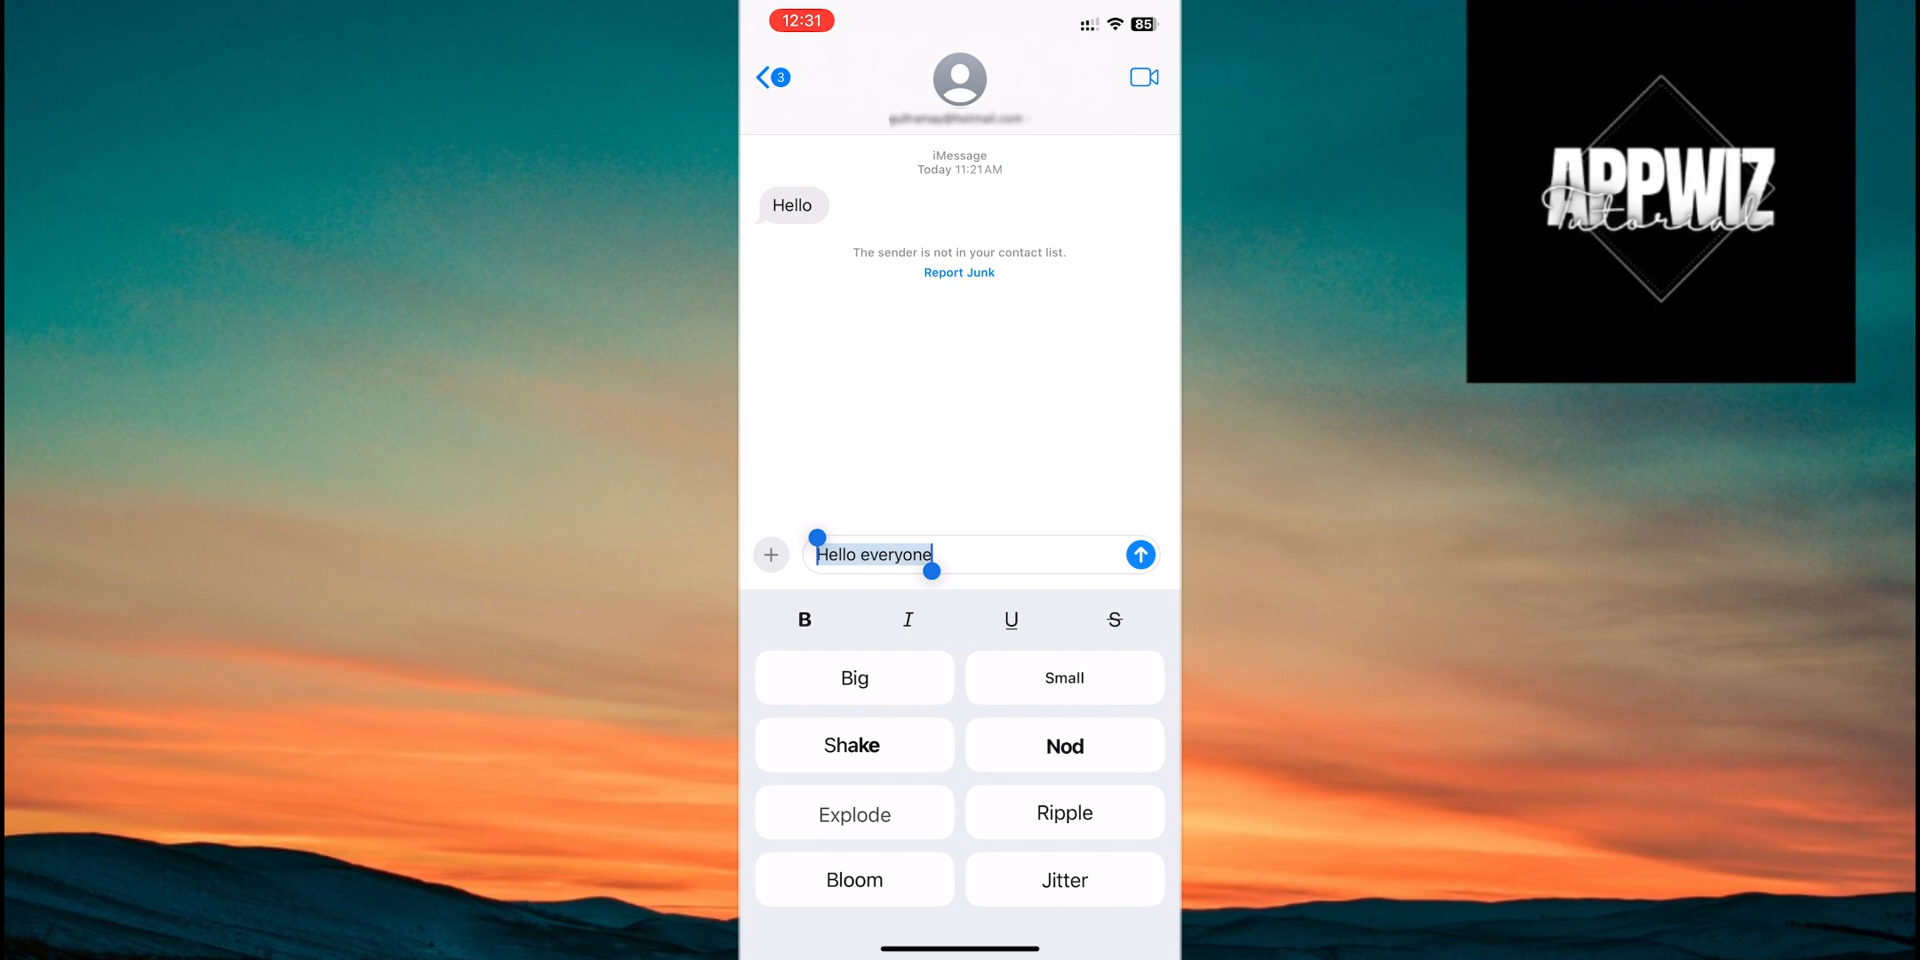 12:31
85
3
APPWIZ
Tutorial
iMessage
Today 11:21 AM
Hello
The sender is not in your contact list.
Report Junk
Hello everyone
B I U S
Big Small
Shake Nod
Explode Ripple
Bloom Jitter